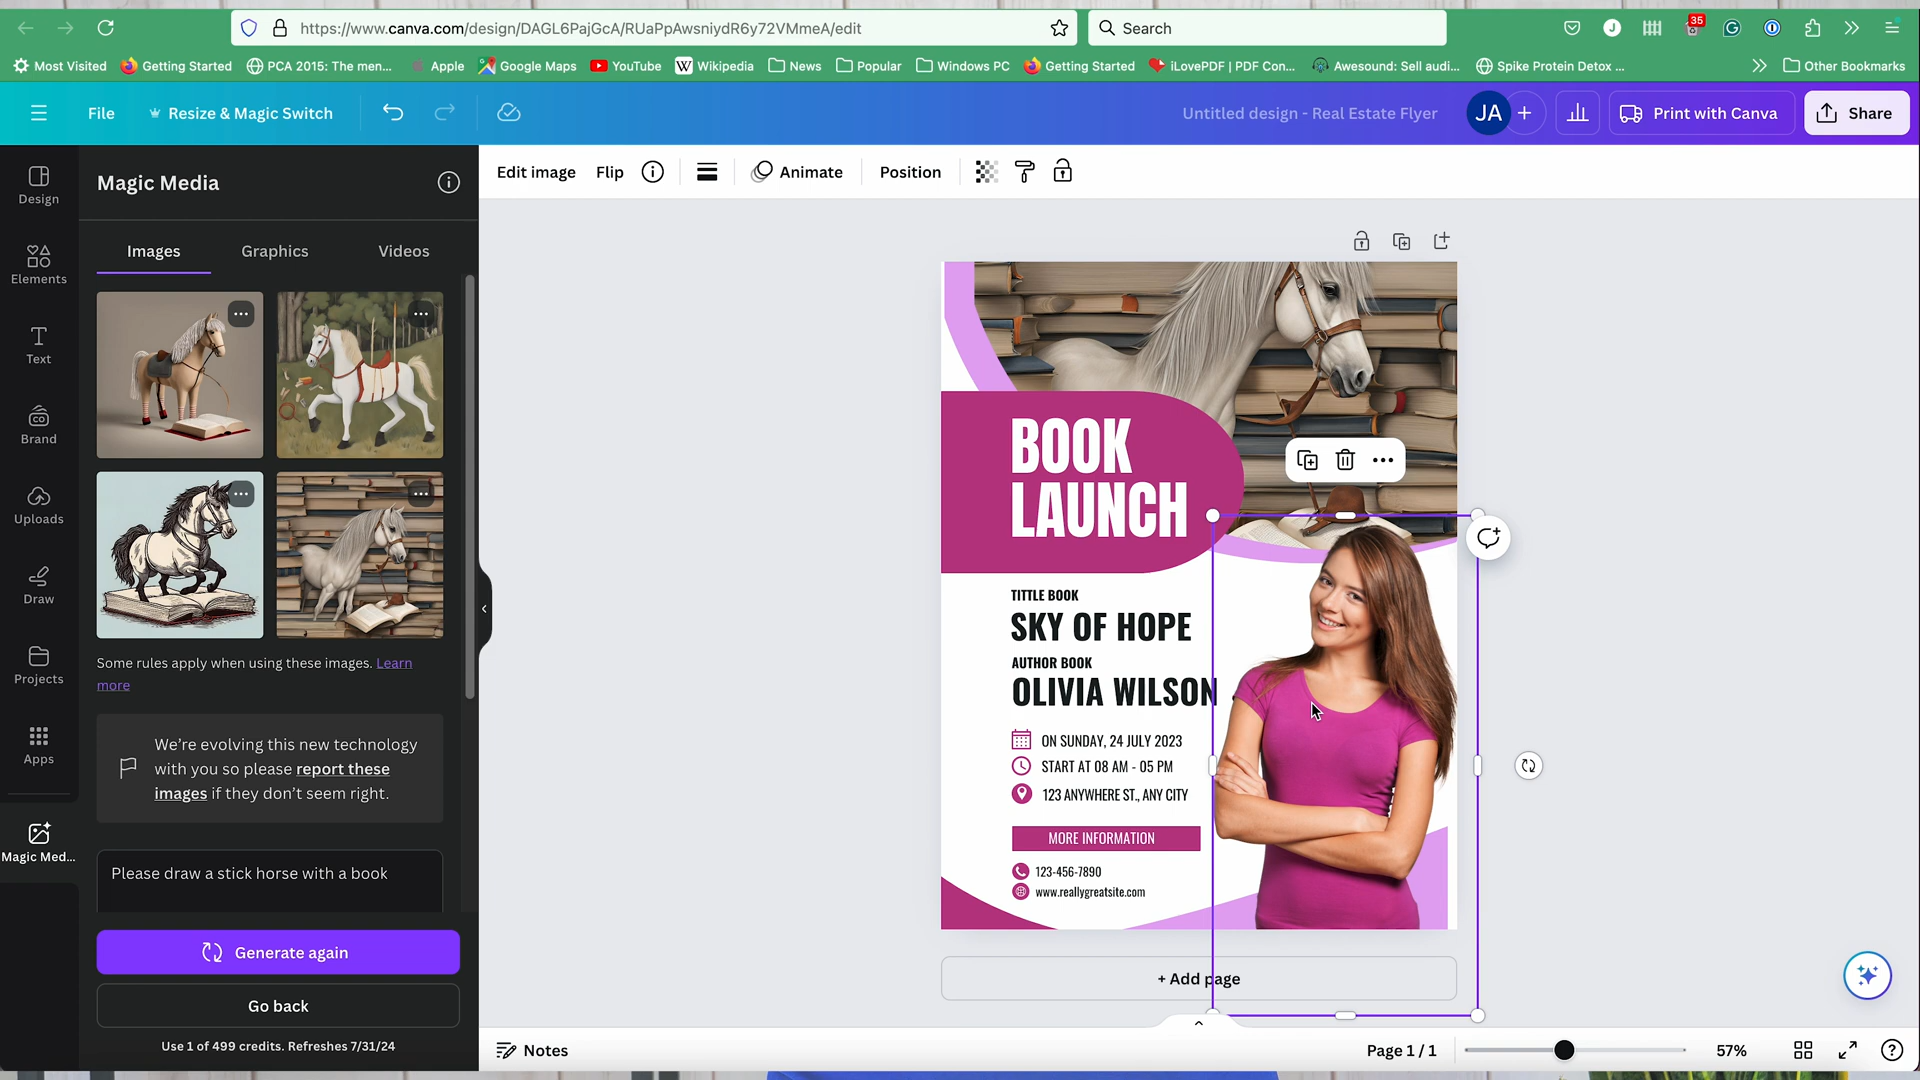 https://www.canva.com/design/DAGL6PajGcA/RUaPpAwsniydR6y72VMmeA/edit
Search
35
Most Visited
Getting Started
PCA 2015: The men...
Apple
Google Maps
YouTube
Wikipedia
News
Popular
Windows PC
Getting Started
iLovePDF | PDF Con...
Awesound: Sell audi...
Spike Protein Detox ...
Other Bookmarks
File
Resize & Magic Switch
Untitled design - Real Estate Flyer
JA
Print with Canva
Share
Design
Elements
Text
Brand
Uploads
Draw
Projects
Apps
Magic Med...
Magic Media
Images
Graphics
Videos
Some rules apply when using these images. Learn
more
We're evolving this new technology
with you so please report these
images if they don't seem right.
Please draw a stick horse with a book
Generate again
Go back
Use 1 of 499 credits. Refreshes 7/31/24
Edit image
Flip
Animate
Position
BOOK
LAUNCH
TITTLE BOOK
SKY OF HOPE
AUTHOR BOOK
OLIVIA WILSON
ON SUNDAY, 24 JULY 2023
START AT 08 AM - 05 PM
123 ANYWHERE ST., ANY CITY
MORE INFORMATION
123-456-7890
www.reallygreatsite.com
+ Add page
Notes
Page 1 / 1
57%